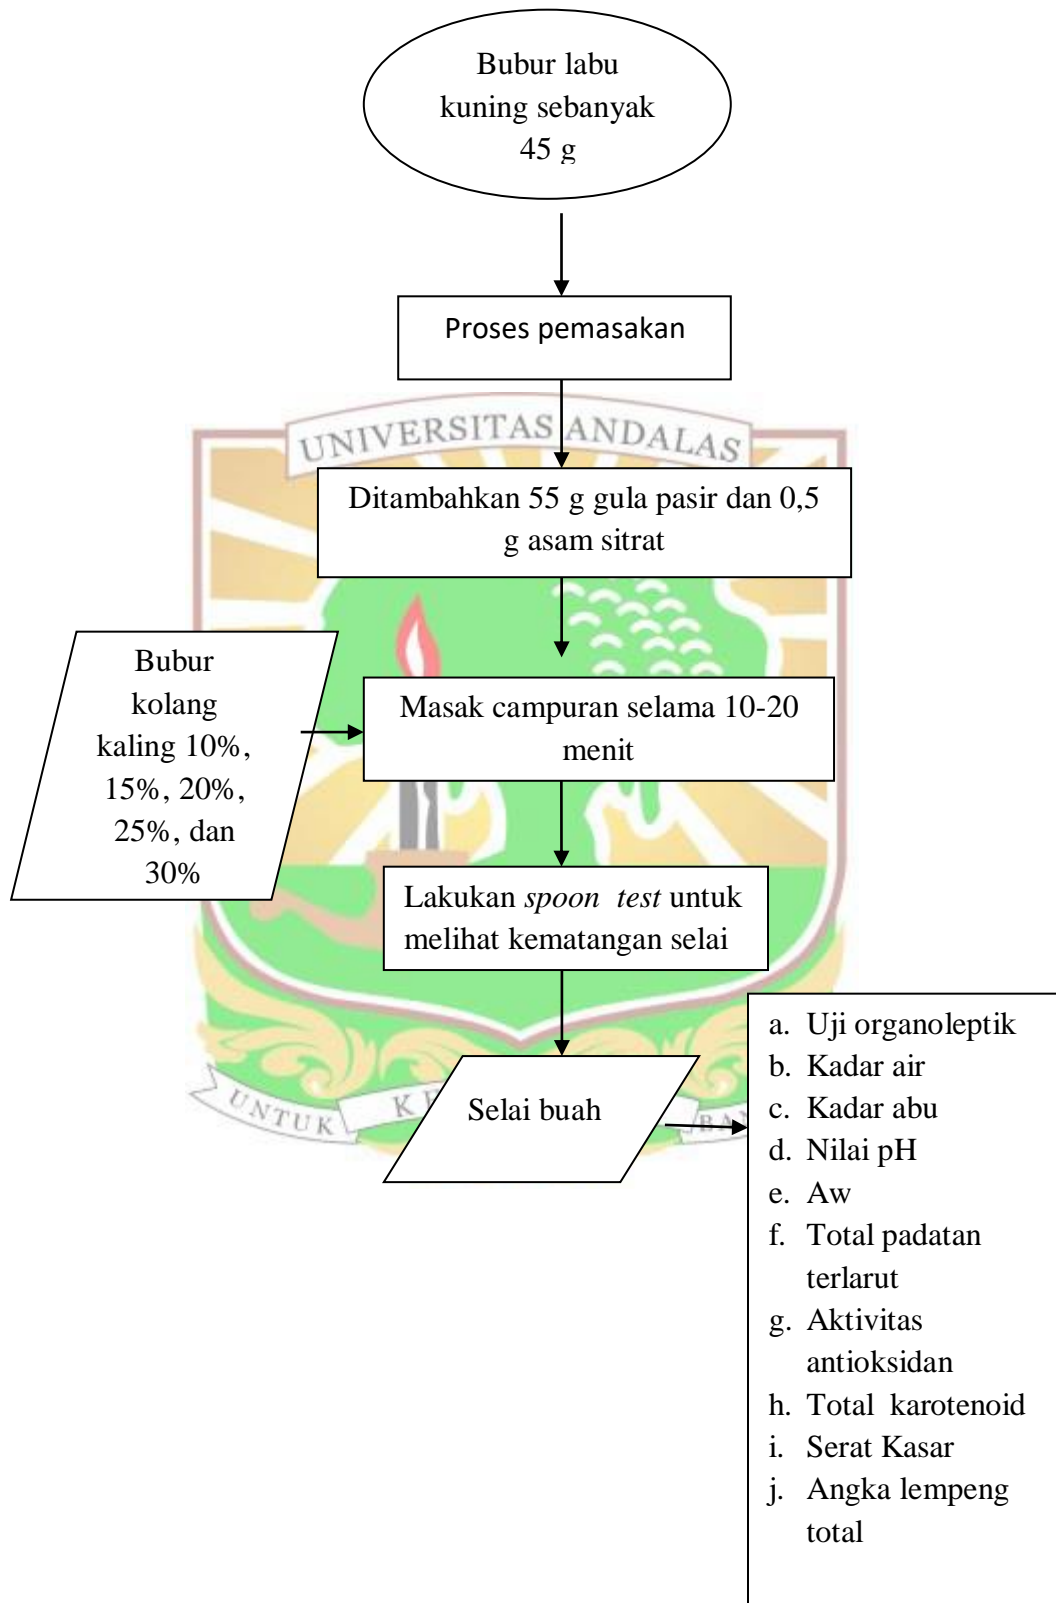 Bubur labu
kuning sebanyak
45 g
Proses pemasakan
UNIVERSITAS ANDALAS
Ditambahkan 55 g gula pasir dan 0,5
g asam sitrat
Bubur
kolang
kaling 10%,
15%, 20%,
25%, dan
30%
Masak campuran selama 10-20
menit
Lakukan spoon test untuk
melihat kematangan selai
Selai buah
UNTUK
a. Uji organoleptik
b. Kadar air
c. Kadar abu
d. Nilai pH
e. Aw
f. Total padatan
terlarut
g. Aktivitas
antioksidan
h. Total karotenoid
i. Serat Kasar
j. Angka lempeng
total